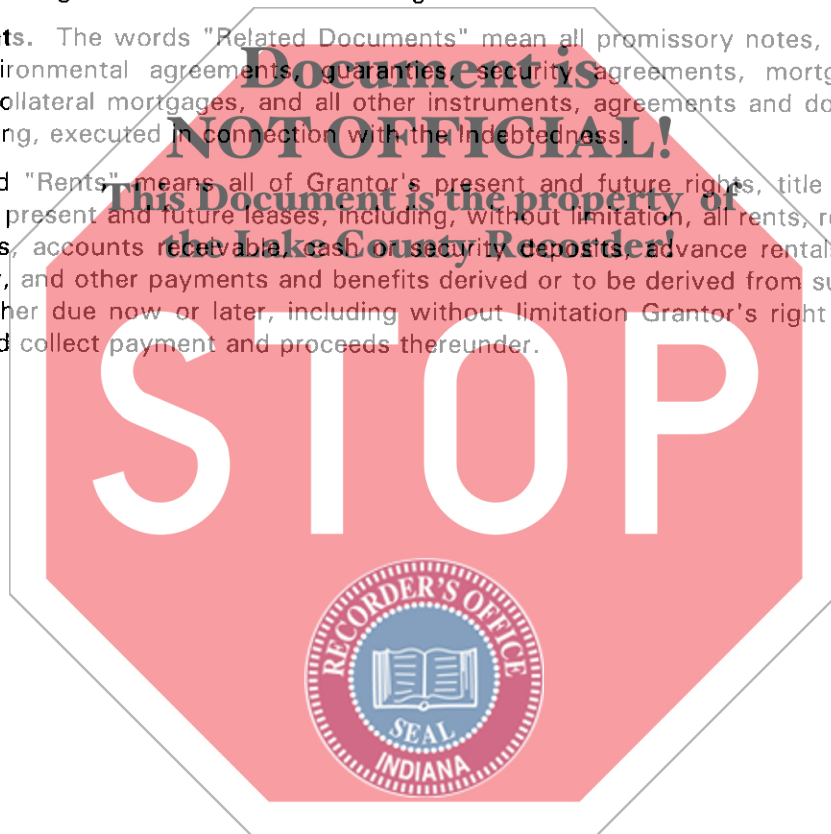 ts. The words "Related Documents" mean all promissory notes,
ironmental agreements, guaranties, security agreements, mortg
ollateral mortgages, and all other instruments, agreements and do
ng, executed in connection with the Indebtedness.
d "Rents" means all of Grantor's present and future rights, title
present and future leases, including, without limitation, all rents, r
s, accounts receivable, cash or security deposits, advance rental
, and other payments and benefits derived or to be derived from su
her due now or later, including without limitation Grantor's right
d collect payment and proceeds thereunder.
Document is
NOT OFFICIAL!
This Document is the property of
the Lake County Recorder!
STOP
RECORDER'S OFFICE
SEAL
INDIANA